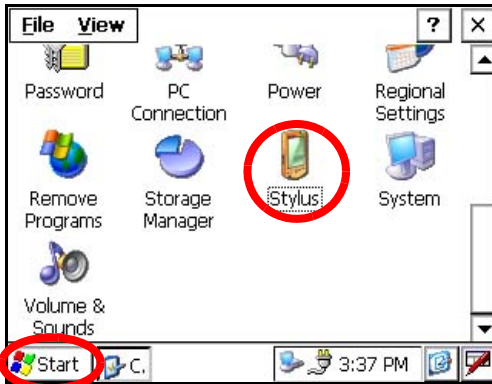 File View ? ×
Password PC Connection Power Regional Settings
Remove Programs Storage Manager Stylus System
Volume & Sounds
Start C. 3:37 PM